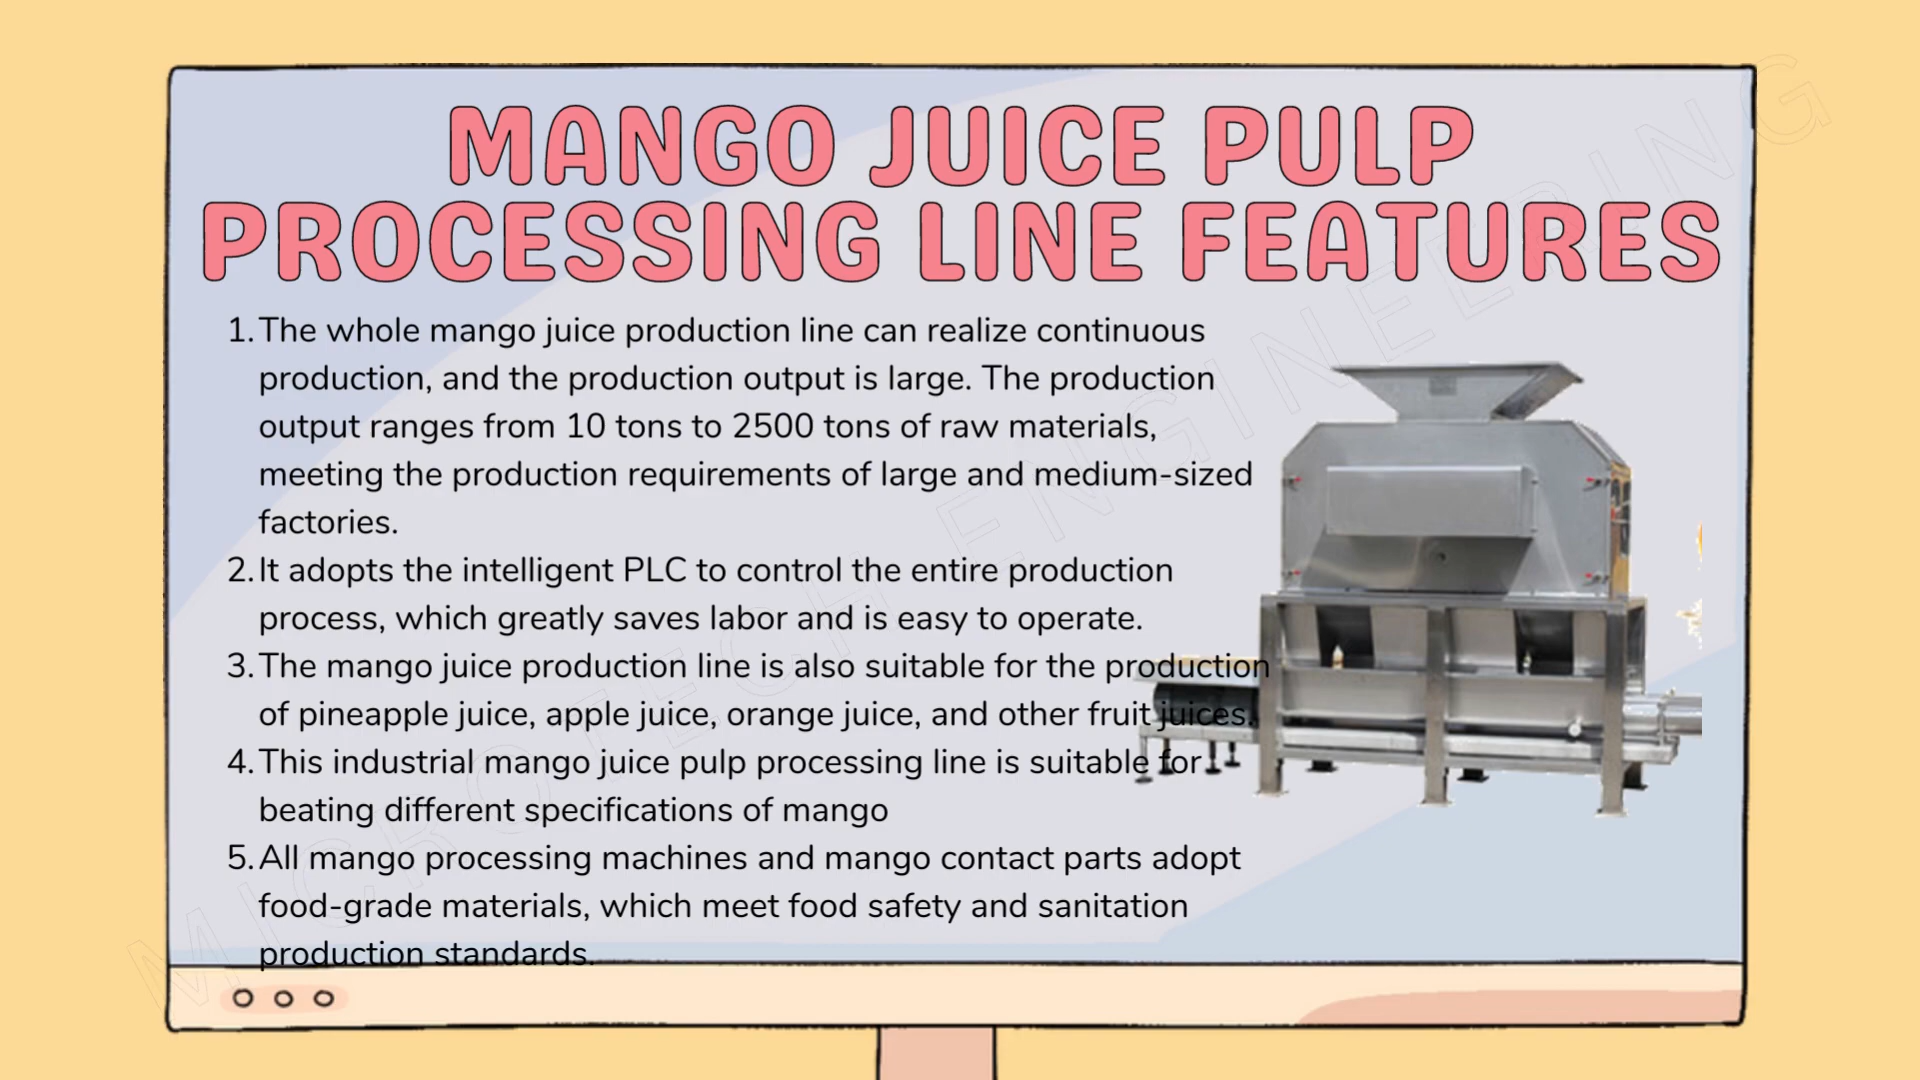 MANGO JUICE PULP
PROCESSING LINE FEATURES
1. The whole mango juice production line can realize continuous
production, and the production output is large. The production
output ranges from 10 tons to 2500 tons of raw materials,
meeting the production requirements of large and medium-sized
factories.
2. It adopts the intelligent PLC to control the entire production
process, which greatly saves labor and is easy to operate.
3. The mango juice production line is also suitable for the production
of pineapple juice, apple juice, orange juice, and other fruit juices.
4. This industrial mango juice pulp processing line is suitable for
beating different specifications of mango
5. All mango processing machines and mango contact parts adopt
food-grade materials, which meet food safety and sanitation
production standards.
MICROTECH ENGINEERING